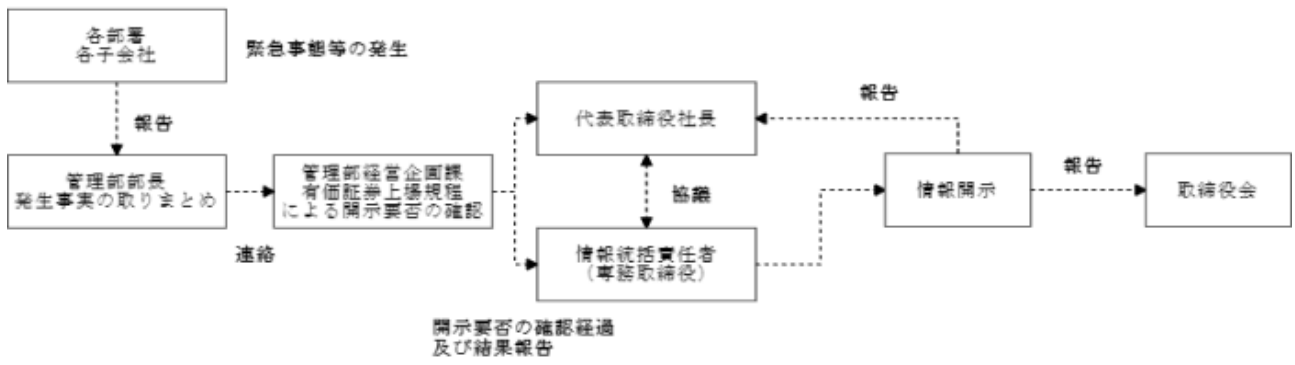 各部署
各子会社
緊急事態等の発生
報告
管理部部長
発生事実の取りまとめ
連絡
管理部経営企画課
有価証券上場規程
による開示要否の確認
代表取締役社長
協議
情報統括責任者
（専務取締役）
開示要否の確認経過
及び結果報告
報告
情報開示
報告
取締役会